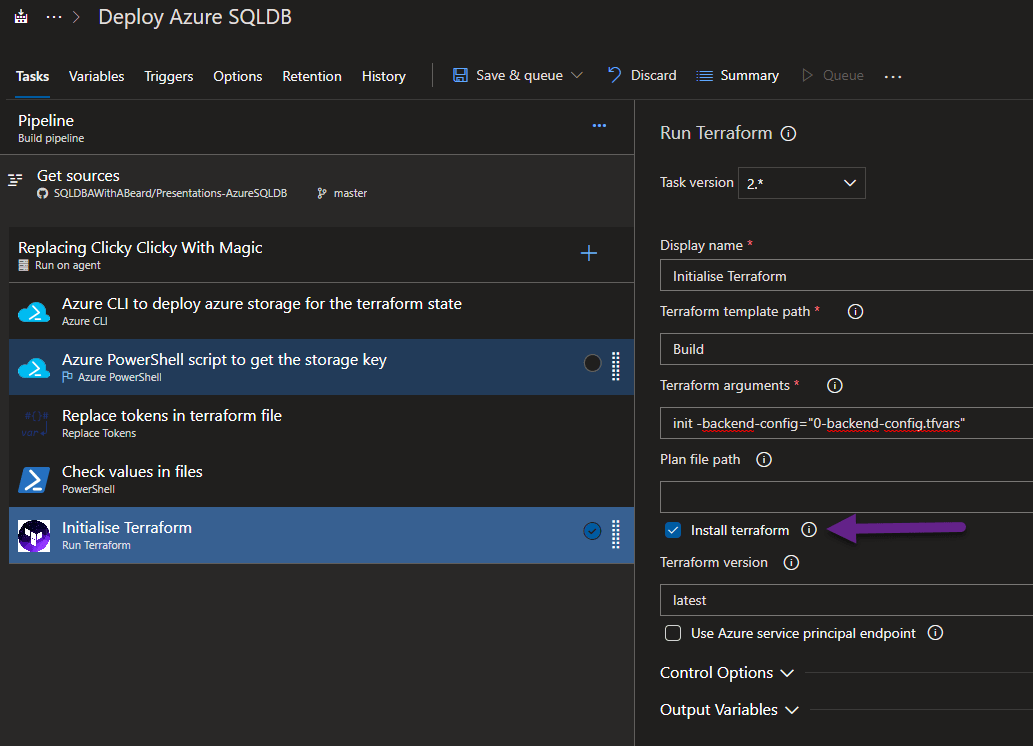 ··· > Deploy Azure SQLDB
Tasks Variables Triggers Options Retention History Save & queue Discard Summary Queue ...
Pipeline
Build pipeline
Get sources
SQLDBAWithABeard/Presentations-AzureSQLDB master
Replacing Clicky Clicky With Magic
Run on agent
Azure CLI to deploy azure storage for the terraform state
Azure CLI
Azure PowerShell script to get the storage key
Azure PowerShell
#{}#
var
Replace tokens in terraform file
Replace Tokens
Check values in files
PowerShell
Initialise Terraform
Run Terraform
Run Terraform
Task version 2.*
Display name *
Initialise Terraform
Terraform template path *
Build
Terraform arguments *
init -backend-config="0-backend-config.tfvars"
Plan file path
Install terraform
Terraform version
latest
Use Azure service principal endpoint
Control Options
Output Variables